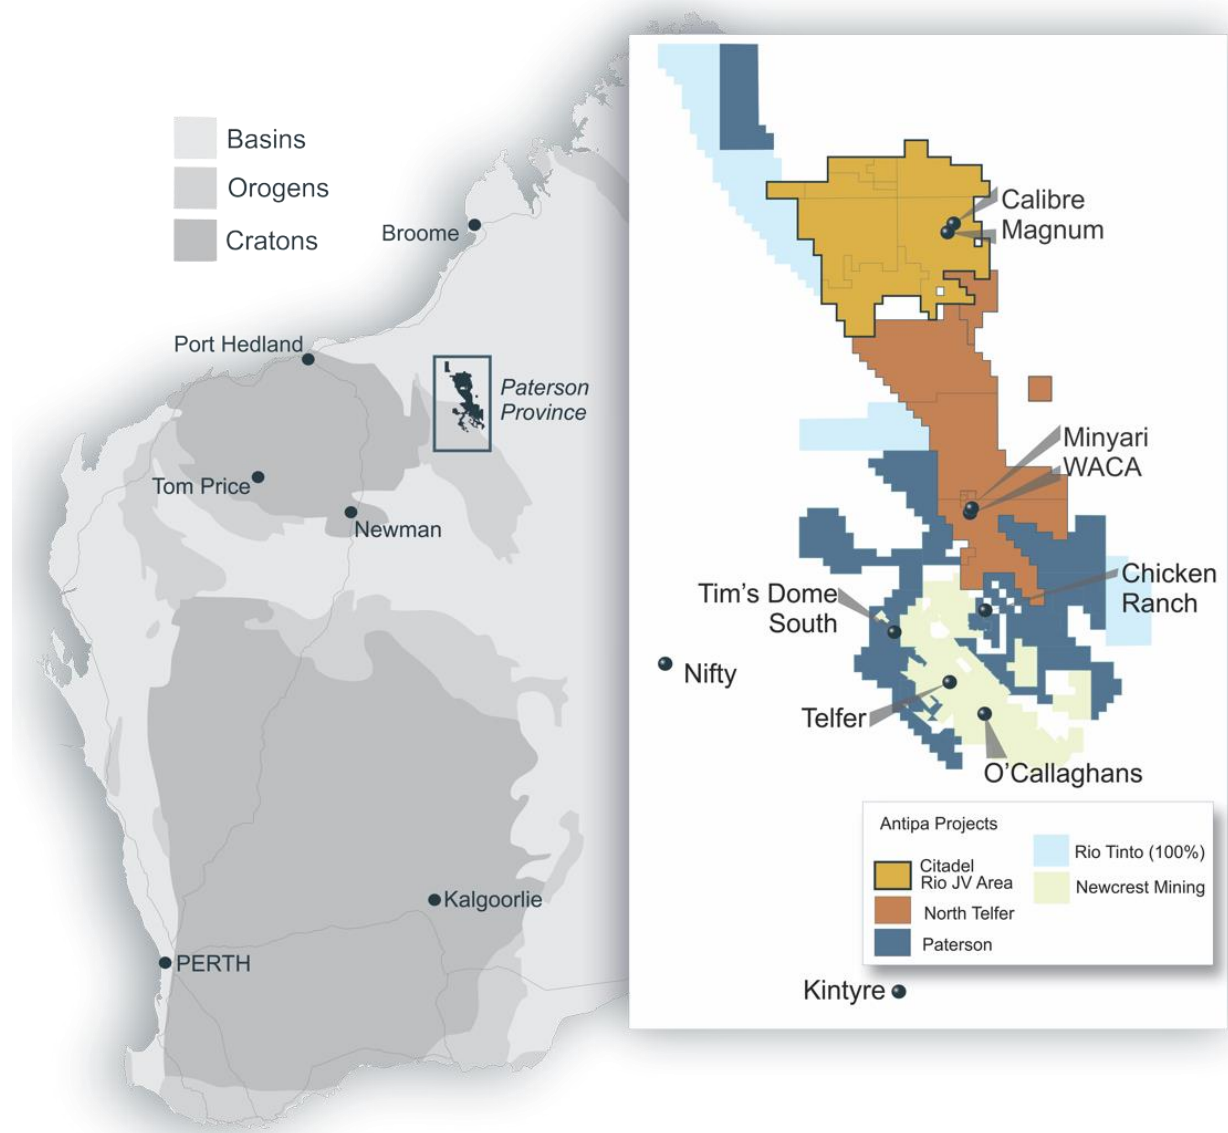 Basins
Orogens
Cratons
Broome
Port Hedland
Paterson
Province
Tom Price
Newman
Kalgoorlie
PERTH
Calibre
Magnum
Minyari
WACA
Chicken
Ranch
Tim's Dome
South
Nifty
Telfer
O'Callaghans
Antipa Projects
Citadel
Rio JV Area
North Telfer
Paterson
Rio Tinto (100%)
Newcrest Mining
Kintyre